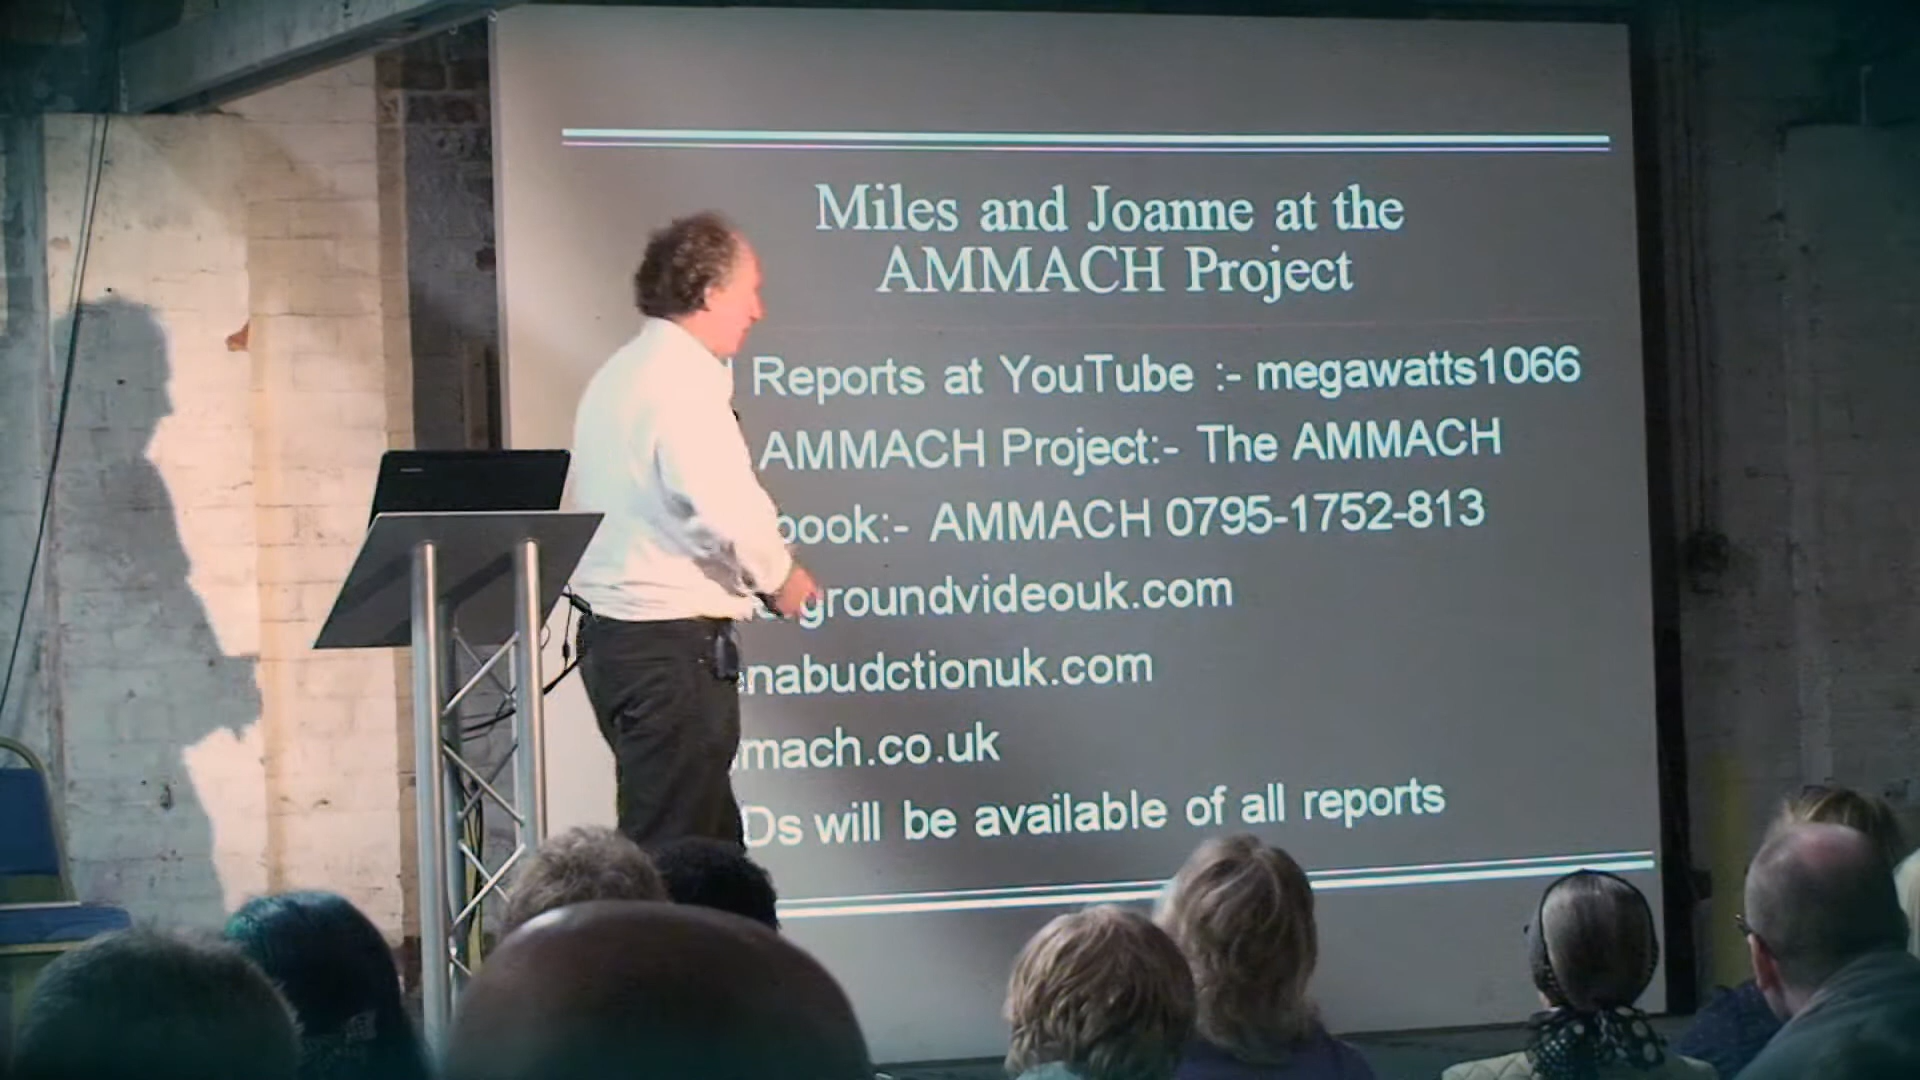 Miles and Joanne at the
AMMACH Project
Reports at YouTube :- megawatts1066
AMMACH Project:- The AMMACH
book:- AMMACH 0795-1752-813
groundvideouk.com
nabudctionuk.com
mach.co.uk
Ds will be available of all reports